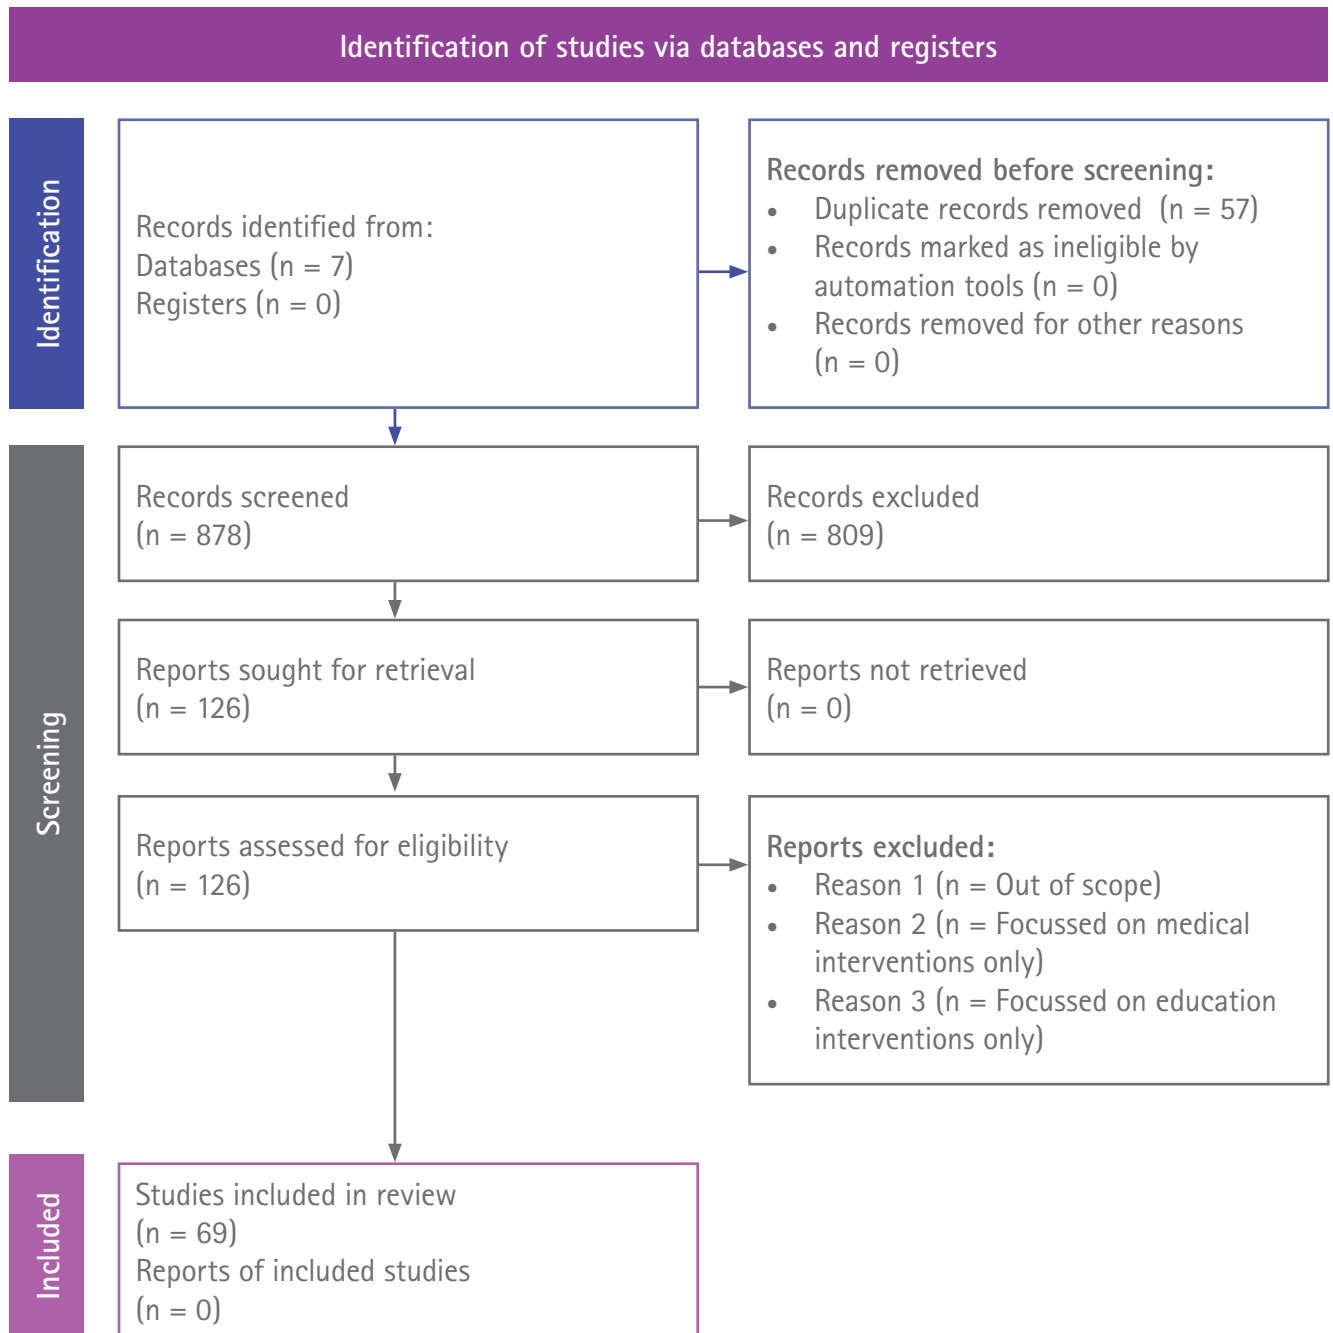 Identification of studies via databases and registers
Identification
Records identified from:
Databases (n = 7)
Registers (n = 0)
Records removed before screening:
• Duplicate records removed (n = 57)
• Records marked as ineligible by
automation tools (n = 0)
• Records removed for other reasons
(n = 0)
Screening
Records screened
(n = 878)
Records excluded
(n = 809)
Reports sought for retrieval
(n = 126)
Reports not retrieved
(n = 0)
Reports assessed for eligibility
(n = 126)
Reports excluded:
• Reason 1 (n = Out of scope)
• Reason 2 (n = Focussed on medical
interventions only)
• Reason 3 (n = Focussed on education
interventions only)
Included
Studies included in review
(n = 69)
Reports of included studies
(n = 0)